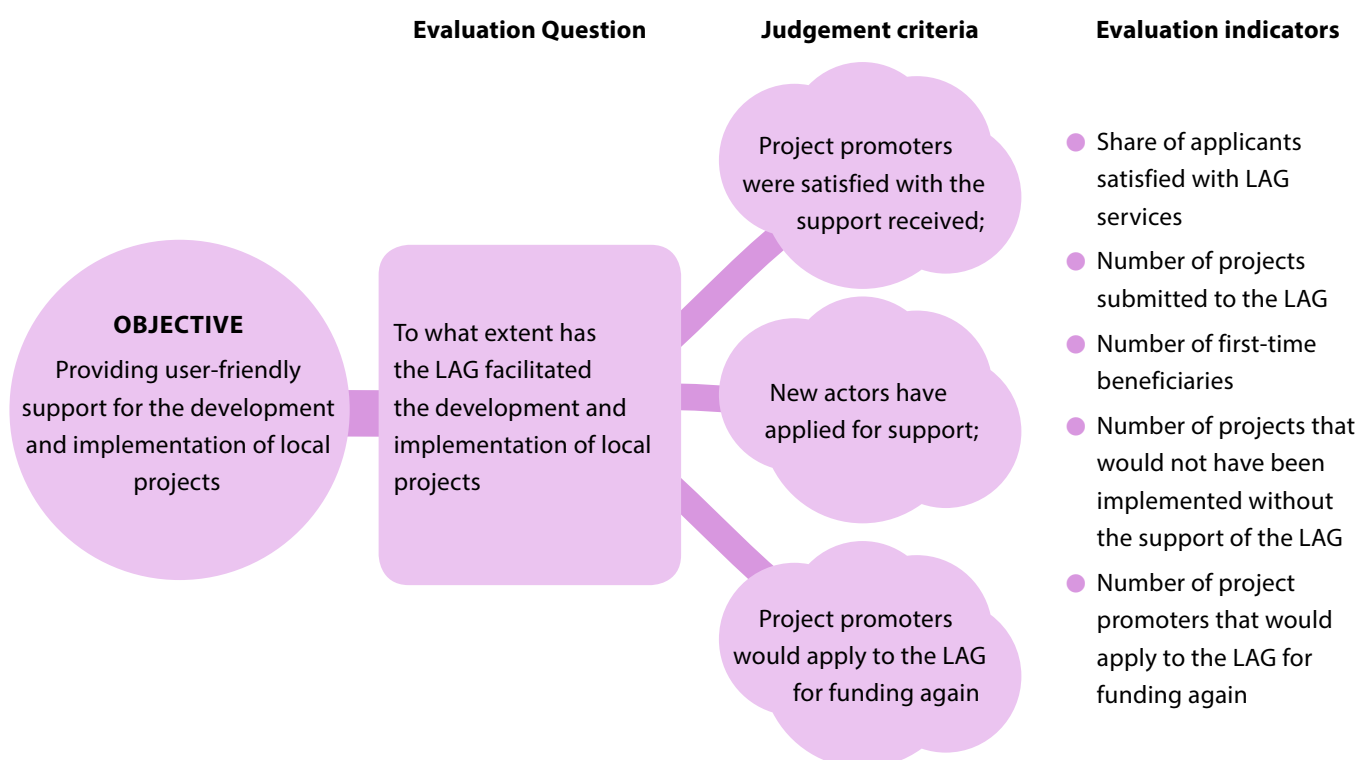 Evaluation Question
Judgement criteria
Evaluation indicators
OBJECTIVE
Providing user-friendly
support for the development
and implementation of local
projects
To what extent has
the LAG facilitated
the development and
implementation of local
projects
Project promoters
were satisfied with the
support received;
New actors have
applied for support;
Project promoters
would apply to the LAG
for funding again
Share of applicants
satisfied with LAG
services
Number of projects
submitted to the LAG
Number of first-time
beneficiaries
Number of projects that
would not have been
implemented without
the support of the LAG
Number of project
promoters that would
apply to the LAG for
funding again